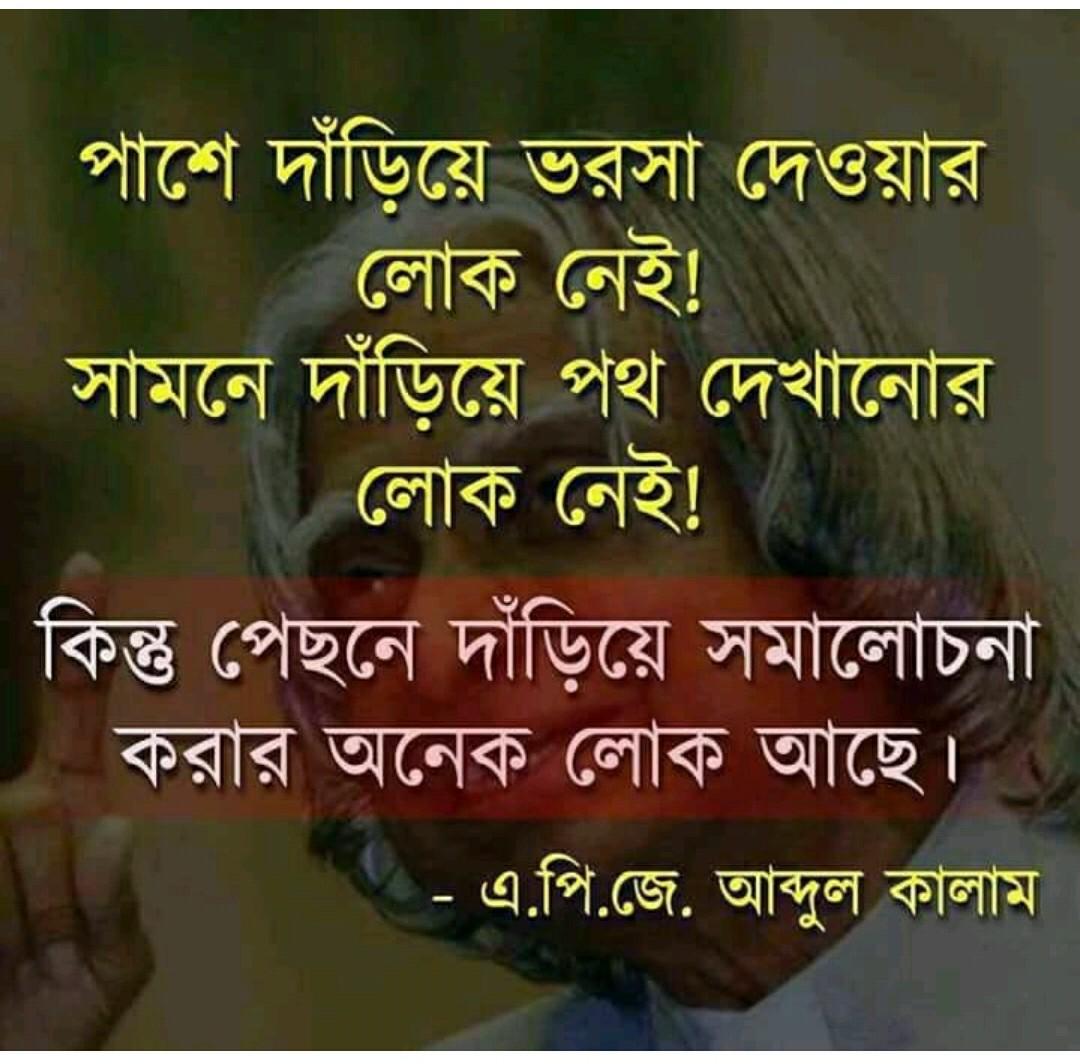 পাশে দাঁড়িয়ে ভরসা দেওয়ার
লোক নেই!
সামনে দাঁড়িয়ে পথ দেখানোর
লোক নেই!
কিন্তু পেছনে দাঁড়িয়ে সমালোচনা
করার অনেক লোক আছে।
- এ.পি.জে. আব্দুল কালাম